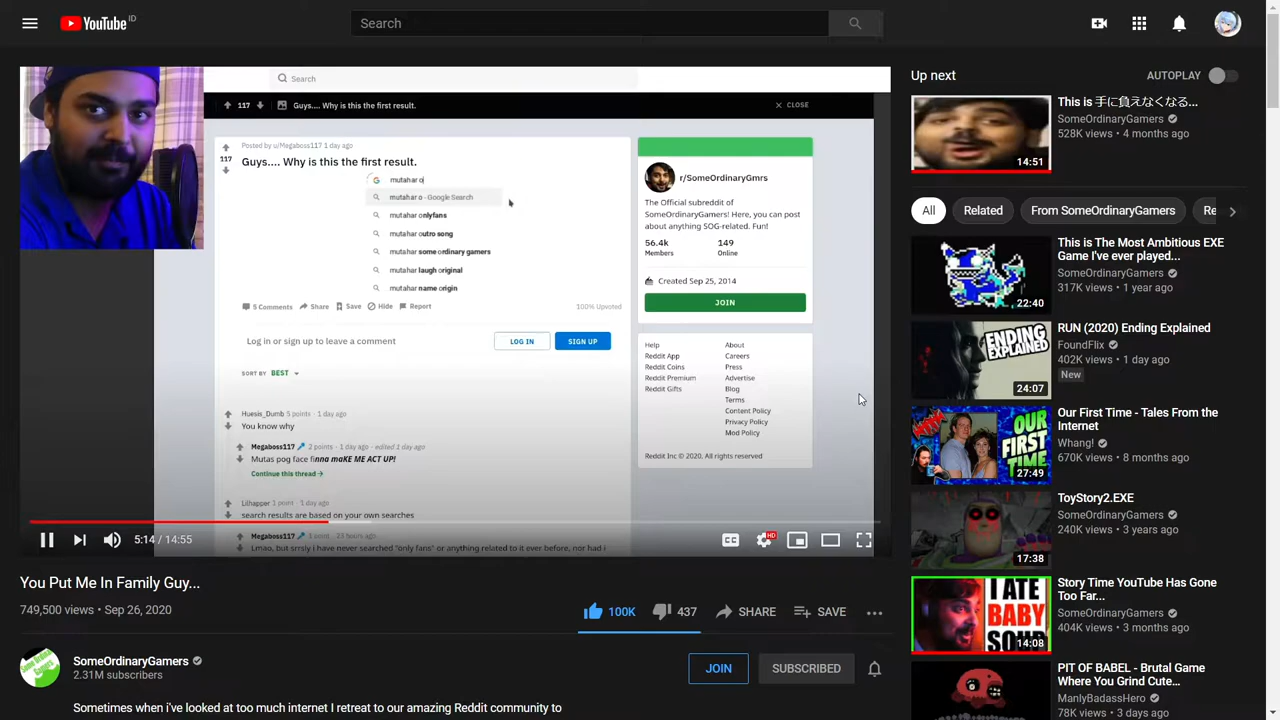 YouTube ID
Search
Search
117 Guys.... Why is this the first result. CLOSE
Posted by u/Megaboss117 1 day ago
117
Guys.... Why is this the first result.
mutahar o
mutahar o - Google Search
mutahar onlyfans
mutahar outro song
mutahar some ordinary gamers
mutahar laugh original
mutahar name origin
5 Comments Share Save Hide Report 100% Upvoted
Log in or sign up to leave a comment LOG IN SIGN UP
SORT BY BEST
Huesis_Dumb 5 points · 1 day ago
You know why
Megaboss117 2 points · 1 day ago · edited 1 day ago
Mutas pog face finna maKE ME ACT UP!
Continue this thread
Lilhapper 1 point · 1 day ago
search results are based on your own searches
Megaboss117 1 point · 23 hours ago
Lmao, but srrsly i have never searched "only fans" or anything related to it ever before, nor had i
r/SomeOrdinaryGmrs
The Official subreddit of
SomeOrdinaryGamers! Here, you can post
about anything SOG-related. Fun!
56.4k 149
Members Online
Created Sep 25, 2014
JOIN
Help About
Reddit App Careers
Reddit Coins Press
Reddit Premium Advertise
Reddit Gifts Blog
Terms
Content Policy
Privacy Policy
Mod Policy
Reddit Inc © 2020. All rights reserved
5:14 / 14:55
HD
You Put Me In Family Guy...
749,500 views • Sep 26, 2020
100K 437 SHARE SAVE
SomeOrdinaryGamers
2.31M subscribers
JOIN SUBSCRIBED
Sometimes when i've looked at too much internet I retreat to our amazing Reddit community to
Up next AUTOPLAY
14:51
This is 手に負えなくなる...
SomeOrdinaryGamers
522K views • 4 months ago
All Related From SomeOrdinaryGamers Re
22:40
This Is The Most Atrocious EXE
Game I've ever played...
SomeOrdinaryGamers
317K views • 1 year ago
ENDING
EXPLAINED
24:07
RUN (2020) Ending Explained
FoundFlix
402K views • 1 day ago
New
OUR
FIRST
TIME
27:49
Our First Time - Tales From the
Internet
Whang!
670K views • 8 months ago
17:38
ToyStory2.EXE
SomeOrdinaryGamers
420K views • 3 years ago
I ATE
BABY
SOUP
14:08
Story Time YouTube Has Gone
Too Far...
SomeOrdinaryGamers
404K views • 3 months ago
PIT OF BABEL - Brutal Game
Where You Grind Cute...
ManlyBadassHero
78K views • 3 days ago